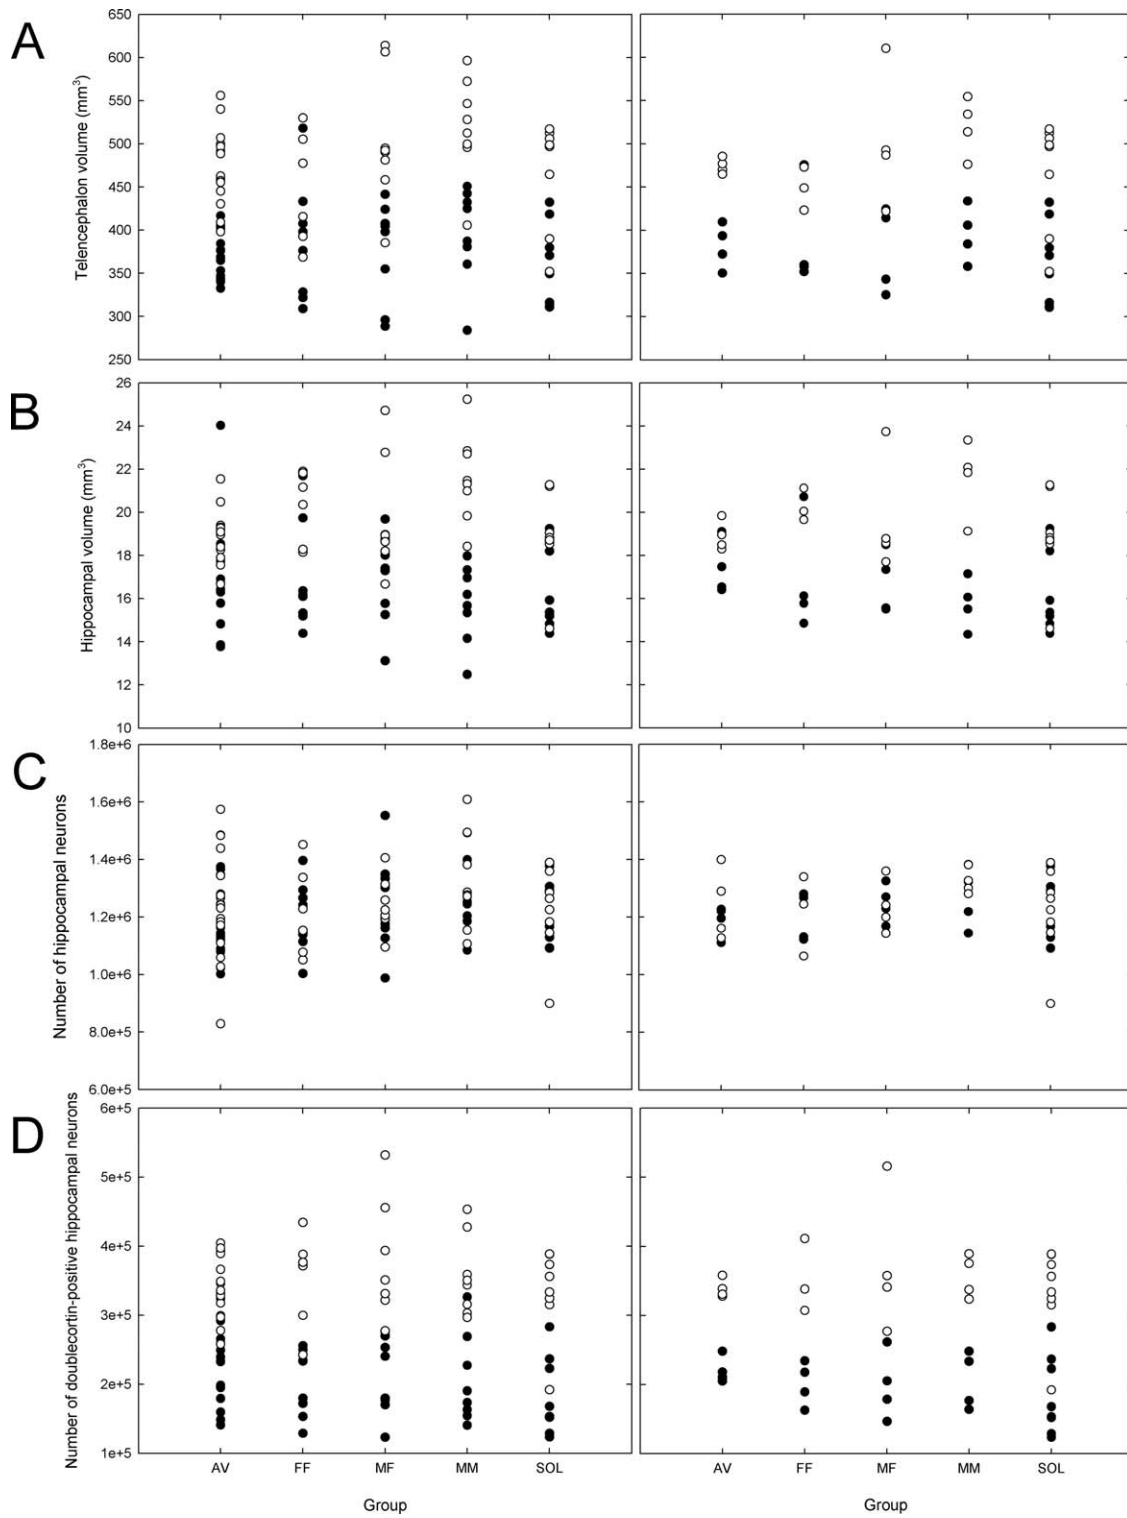 A
Telencephalon volume (mm³)
650
600
550
500
450
400
350
300
250
B
Hippocampal volume (mm³)
26
24
22
20
18
16
14
12
10
C
Number of hippocampal neurons
1.8e+6
1.6e+6
1.4e+6
1.2e+6
1.0e+6
8.0e+5
6.0e+5
D
Number of doublecortin-positive hippocampal neurons
6e+5
5e+5
4e+5
3e+5
2e+5
1e+5
AV FF MF MM SOL AV FF MF MM SOL
Group Group